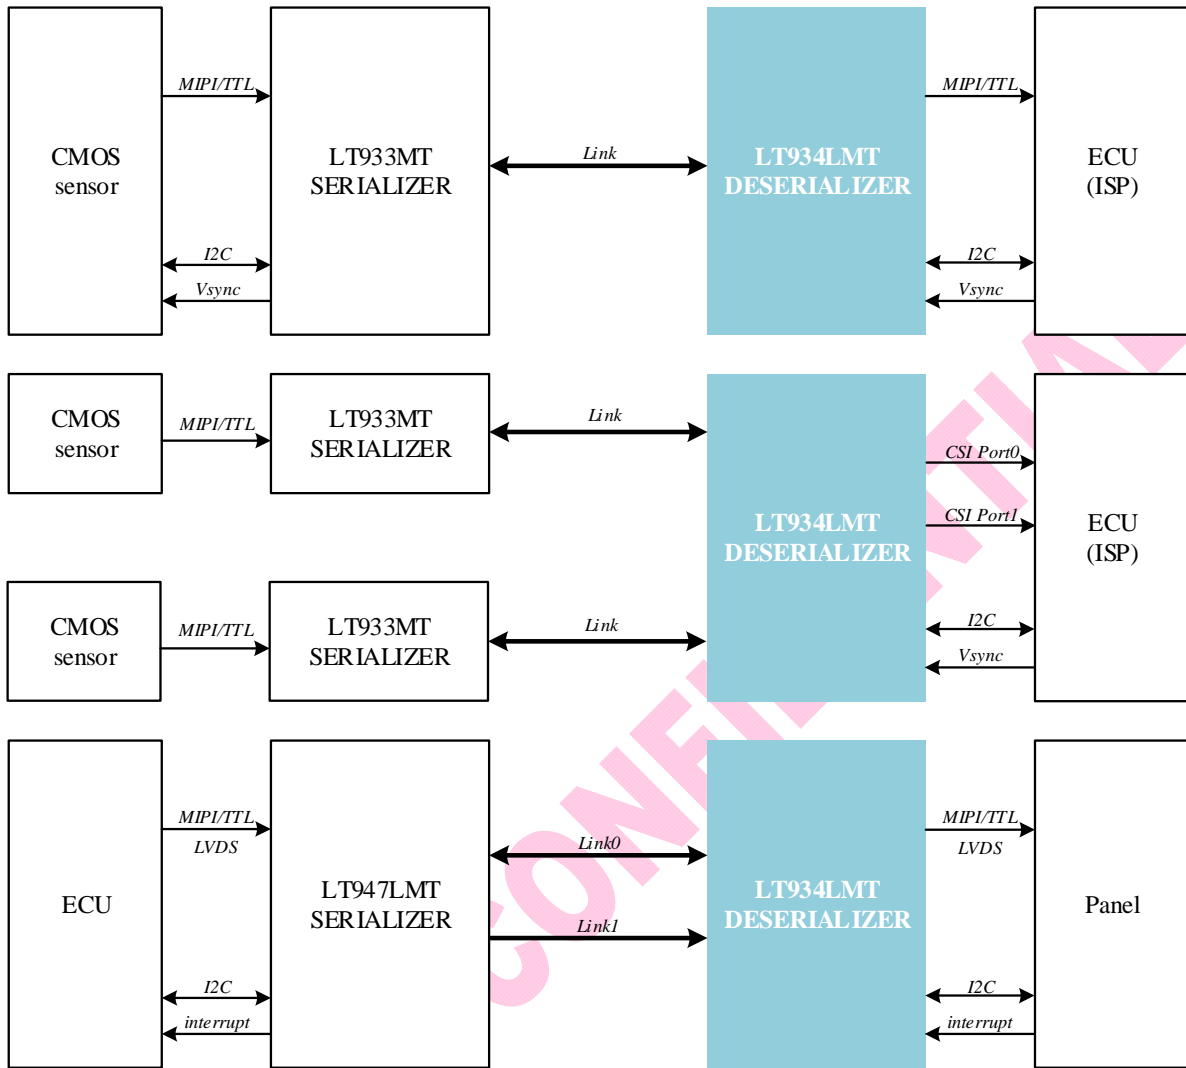 CMOS
sensor
MIPI/TTL
I2C
Vsync
LT933MT
SERIALIZER
Link
LT934LMT
DESERIALIZER
MIPI/TTL
I2C
Vsync
ECU
(ISP)
CMOS
sensor
MIPI/TTL
LT933MT
SERIALIZER
Link
CMOS
sensor
MIPI/TTL
LT933MT
SERIALIZER
Link
LT934LMT
DESERIALIZER
CSI Port0
CSI Port1
I2C
Vsync
ECU
(ISP)
ECU
MIPI/TTL
LVDS
I2C
interrupt
LT947LMT
SERIALIZER
Link0
Link1
LT934LMT
DESERIALIZER
MIPI/TTL
LVDS
I2C
interrupt
Panel
CONFIDENTIAL